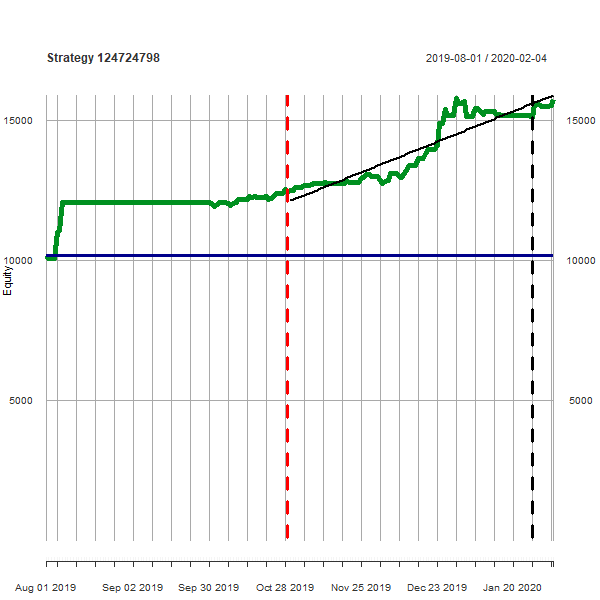 Strategy 124724798
2019-08-01 / 2020-02-04
15000 15000
10000 10000
Equity
5000 5000
Aug 01 2019 Sep 02 2019 Sep 30 2019 Oct 28 2019 Nov 25 2019 Dec 23 2019 Jan 20 2020